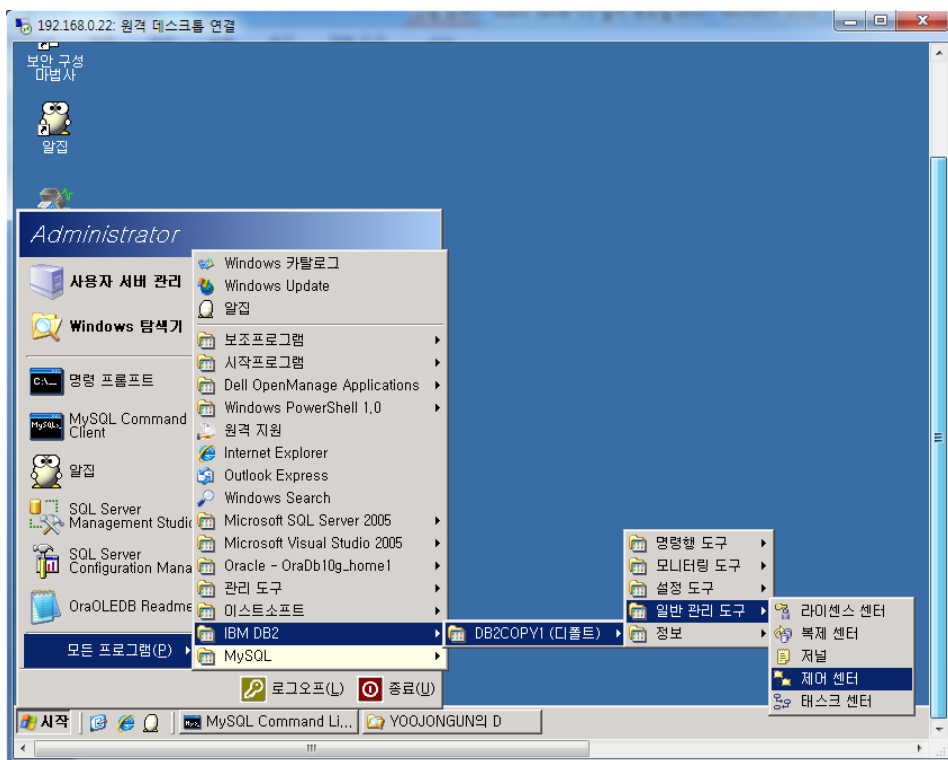 192.168.0.22: 원격 데스크톱 연결
보안 구성
마법사
알집
Administrator
사용자 서버 관리
Windows 탐색기
명령 프롬프트
MySQL Command
Client
알집
SQL Server
Management Studio
SQL Server
Configuration Mana
OraOLEDB Readme
모든 프로그램(P)
Windows 카탈로그
Windows Update
알집
보조프로그램
시작프로그램
Dell OpenManage Applications
Windows PowerShell 1.0
원격 지원
Internet Explorer
Outlook Express
Windows Search
Microsoft SQL Server 2005
Microsoft Visual Studio 2005
Oracle - OraDb10g_home1
관리 도구
이스트소프트
IBM DB2
MySQL
DB2COPY1 (디폴트)
명령행 도구
모니터링 도구
설정 도구
일반 관리 도구
정보
라이센스 센터
복제 센터
저널
제어 센터
태스크 센터
로그오프(L)
종료(U)
시작
MySQL Command Li...
YOOJONGUN의 D